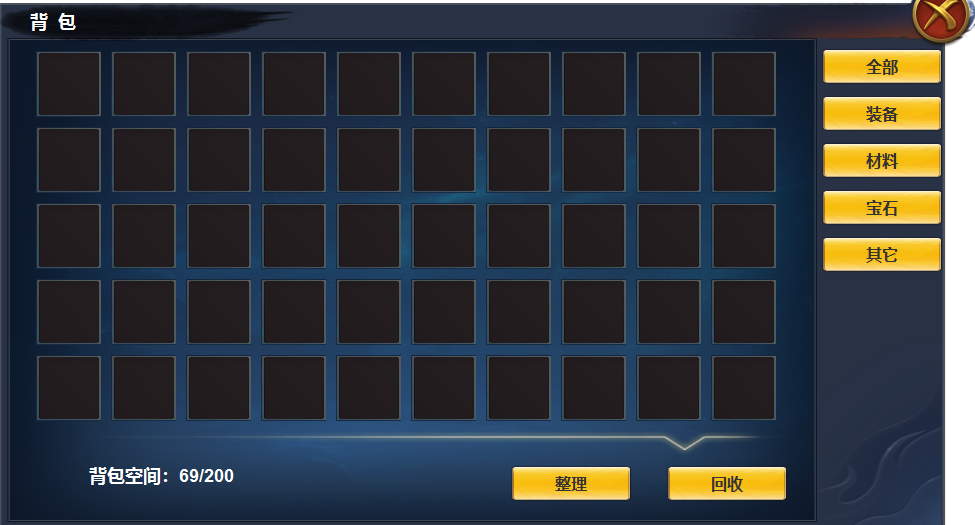 背 包
全部
装备
材料
宝石
其它
背包空间：69/200
整理
回收